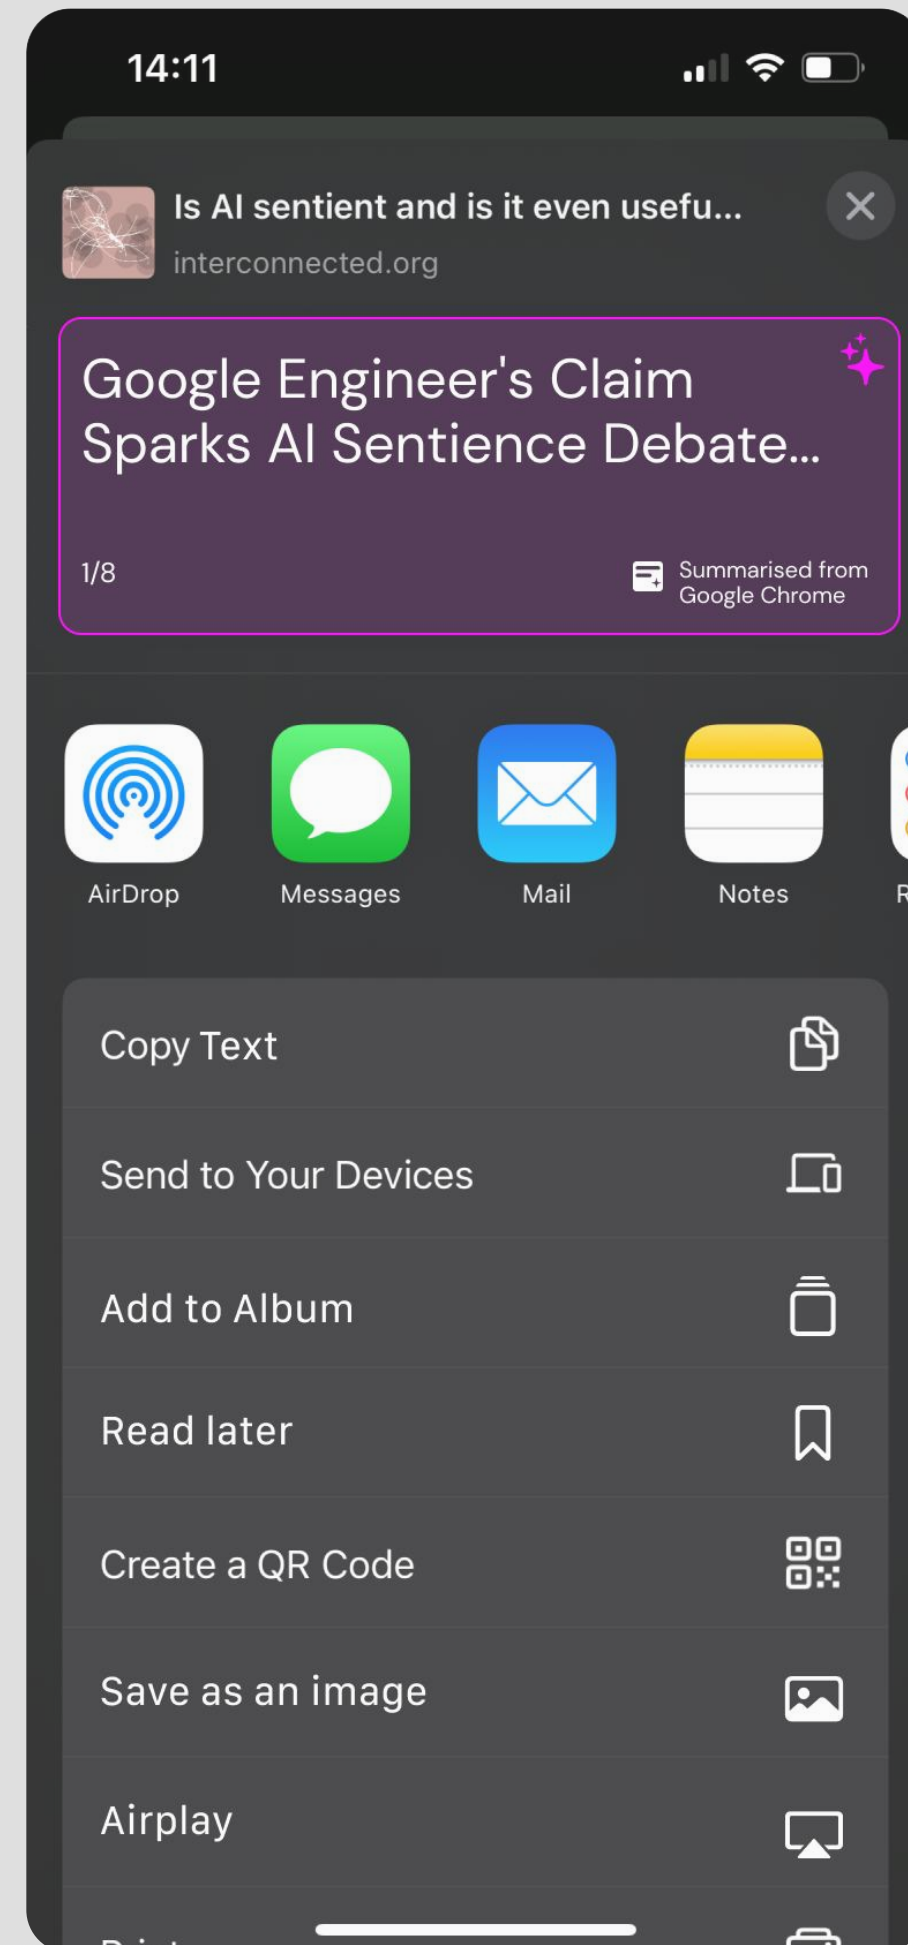 14:11
Is AI sentient and is it even usefu...
interconnected.org
Google Engineer's Claim
Sparks AI Sentience Debate...
1/8
Summarised from
Google Chrome
AirDrop
Messages
Mail
Notes
Copy Text
Send to Your Devices
Add to Album
Read later
Create a QR Code
Save as an image
Airplay